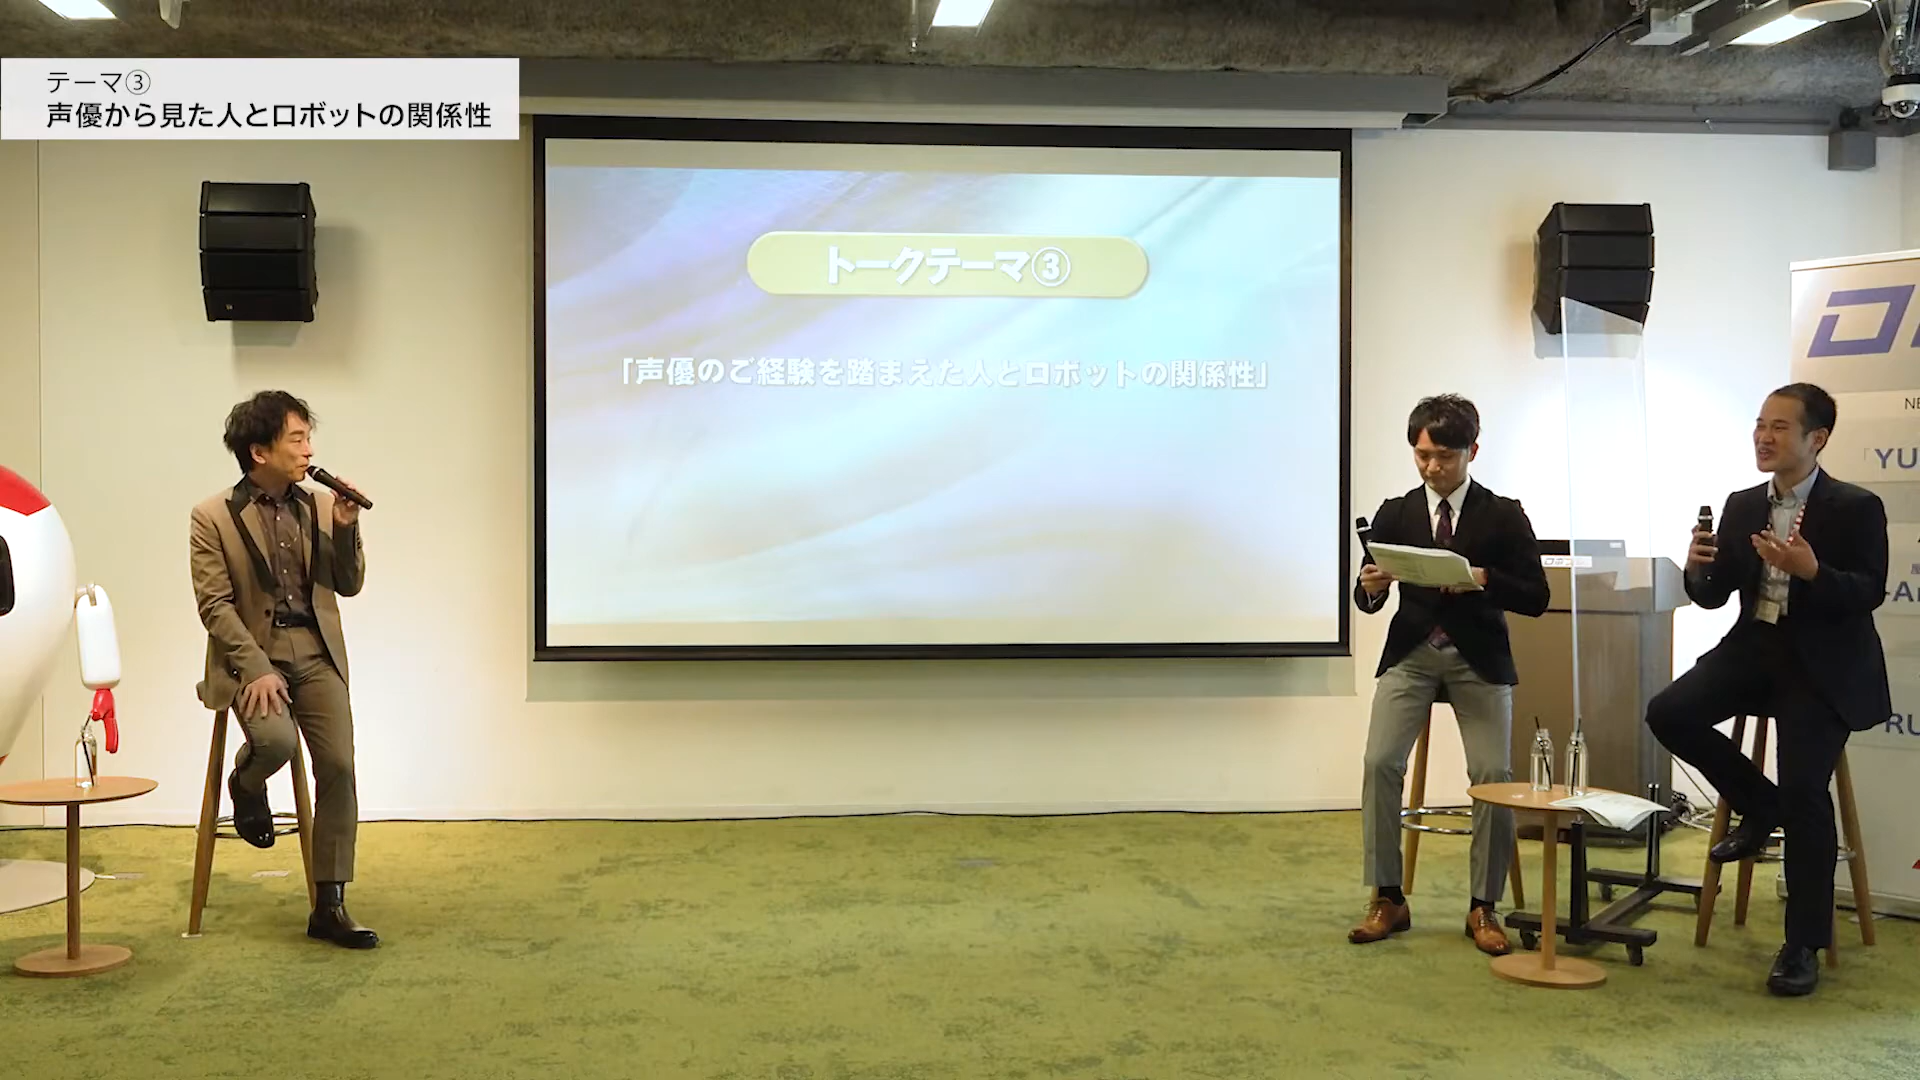 テーマ③
声優から見た人とロボットの関係性
トークテーマ③
「声優のご経験を踏まえた人とロボットの関係性」
「YU
RU